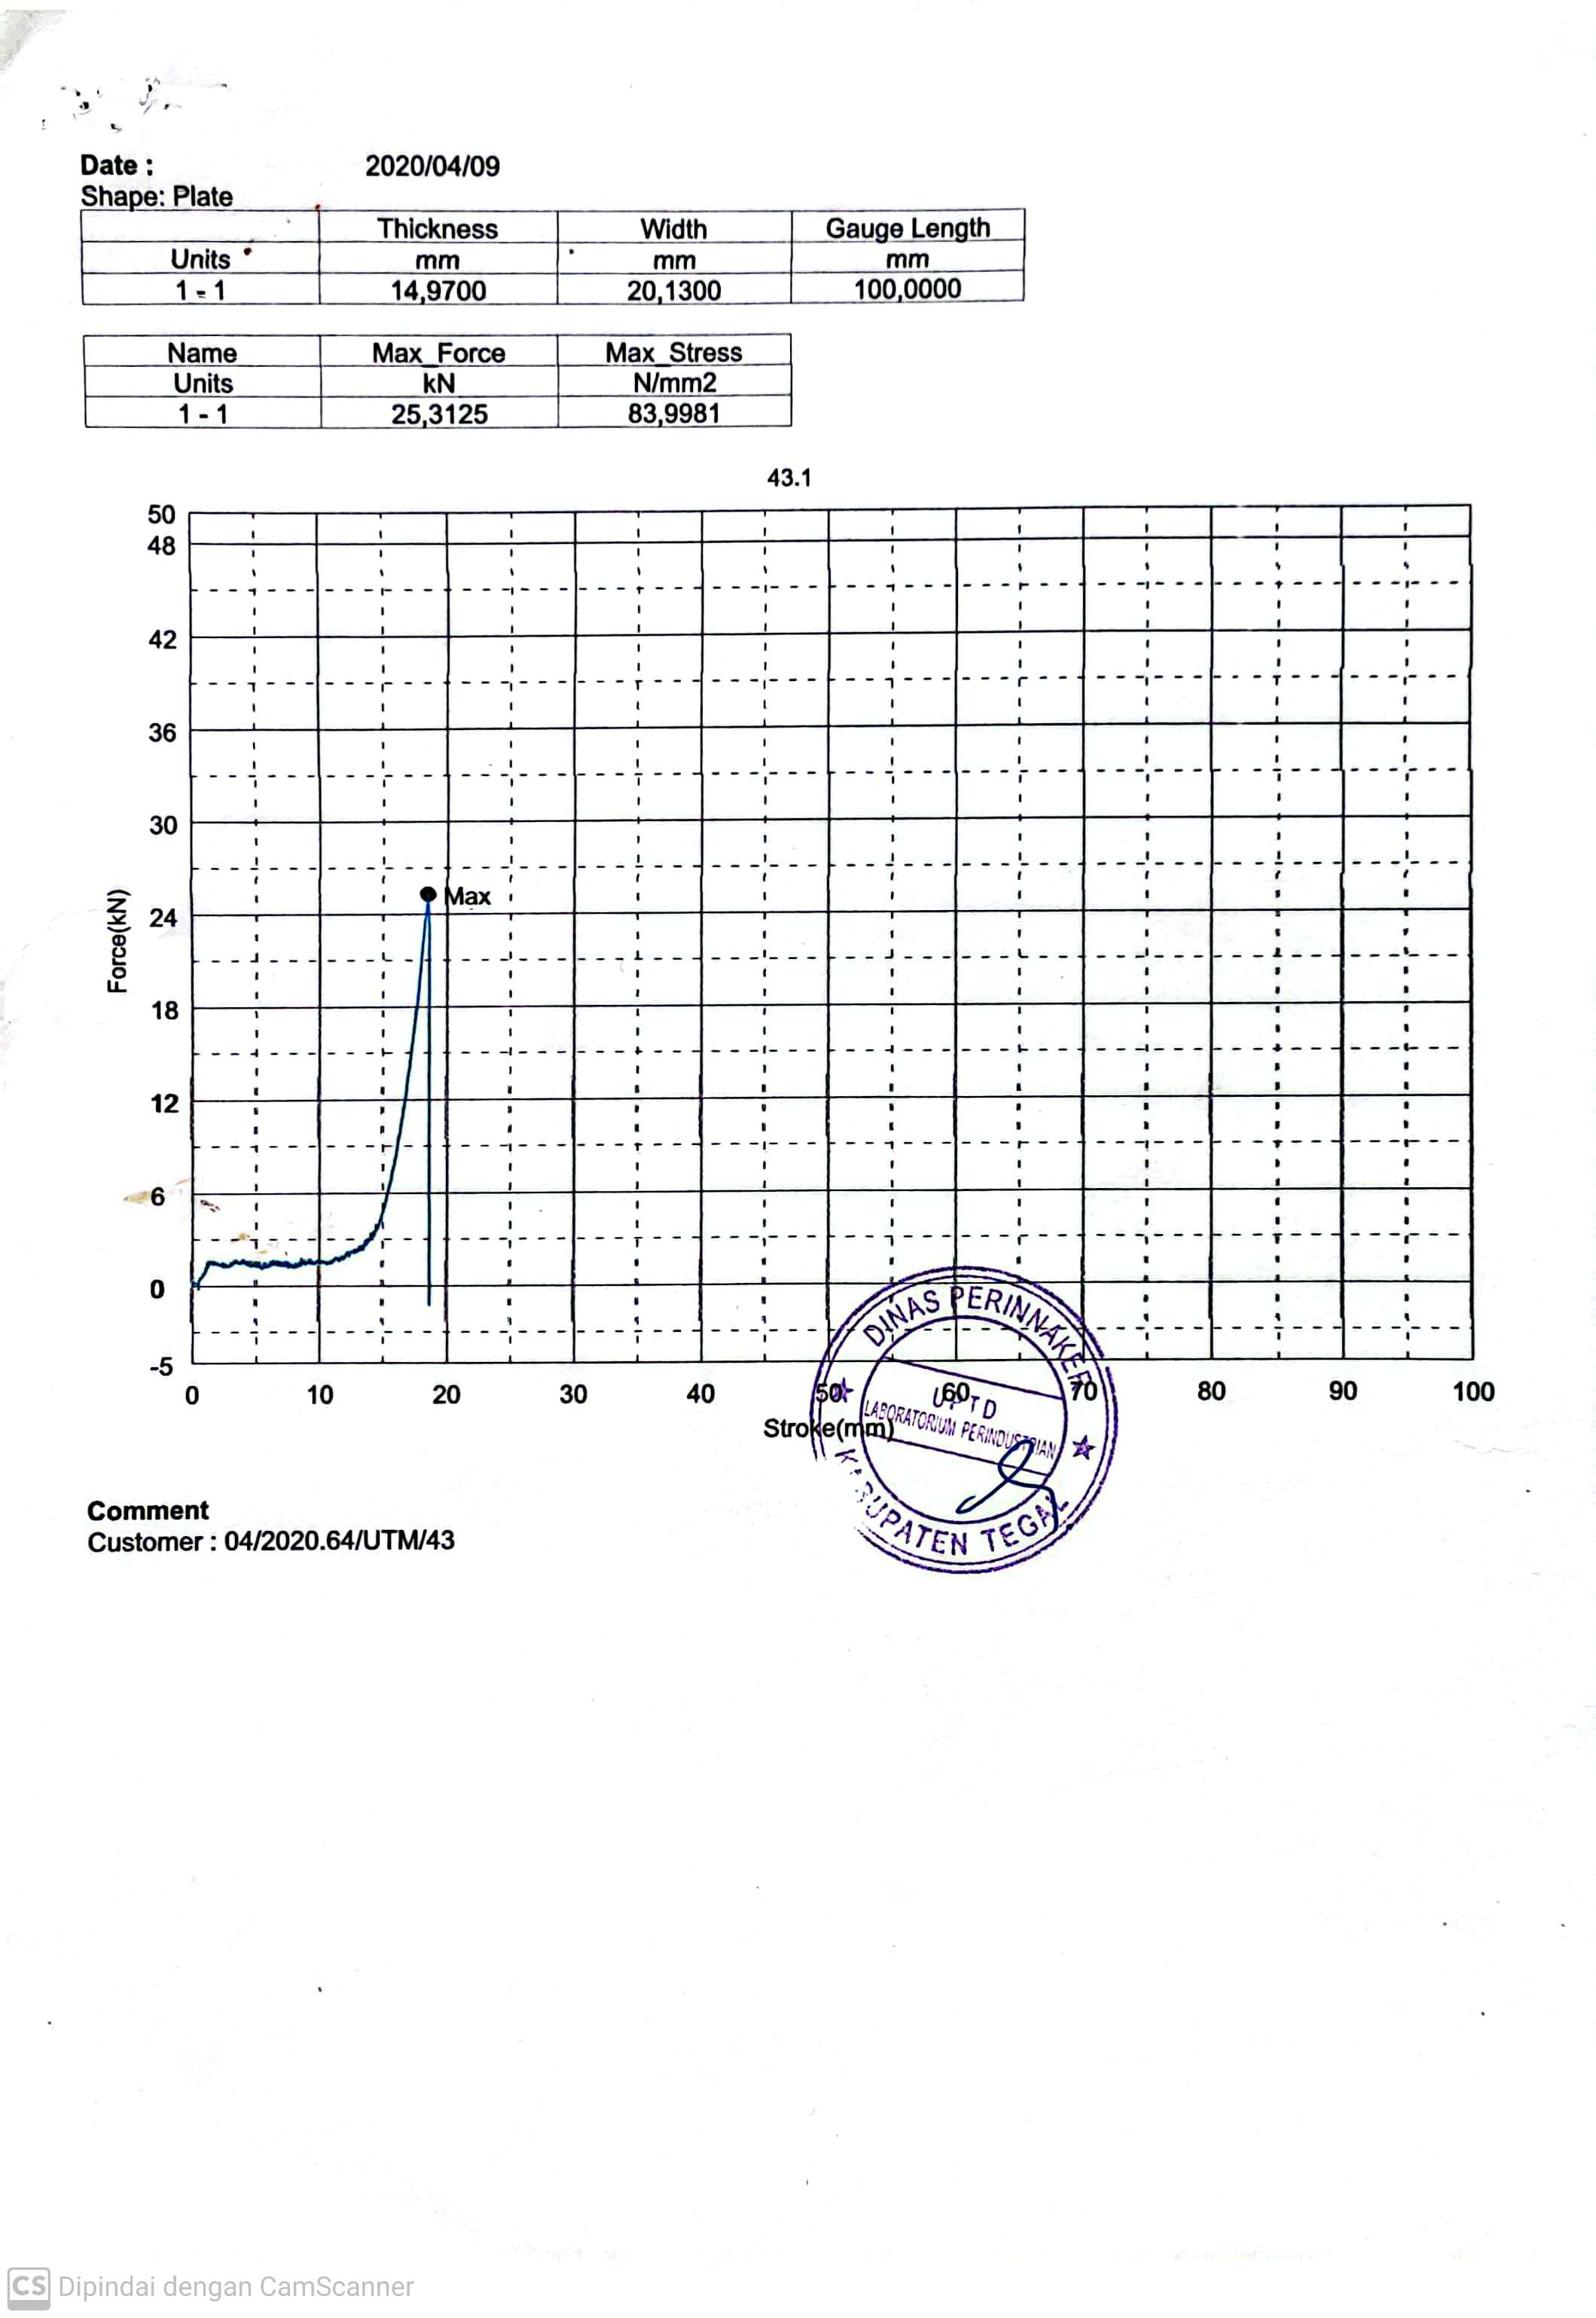 Date : 2020/04/09
Shape: Plate
Thickness Width Gauge Length
Units mm mm mm
1 - 1 14,9700 20,1300 100,0000
Name Max_Force Max_Stress
Units kN N/mm2
1 - 1 25,3125 83,9981
43.1
50
48
42
36
30
24
18
12
6
0
-5
Force(kN)
Max
0 10 20 30 40 50 60 70 80 90 100
Stroke(mm)
DINAS PERINNAKER
UPTD
LABORATORIUM PERINDUSTRIAN
KABUPATEN TEGAL
Comment
Customer : 04/2020.64/UTM/43
CS Dipindai dengan CamScanner